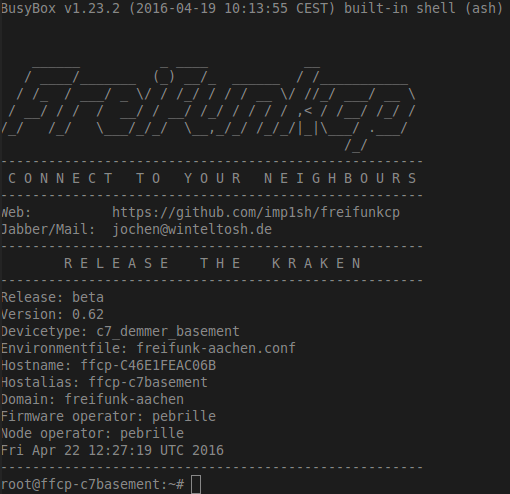 BusyBox v1.23.2 (2016-04-19 10:13:55 CEST) built-in shell (ash)
Freifunkcp
C O N N E C T   T O   Y O U R   N E I G H B O U R S
Web:          https://github.com/imp1sh/freifunkcp
Jabber/Mail:  jochen@winteltosh.de
R E L E A S E   T H E   K R A K E N
Release: beta
Version: 0.62
Devicetype: c7_demmer_basement
Environmentfile: freifunk-aachen.conf
Hostname: ffcp-C46E1FEAC06B
Hostalias: ffcp-c7basement
Domain: freifunk-aachen
Firmware operator: pebrille
Node operator: pebrille
Fri Apr 22 12:27:19 UTC 2016
root@ffcp-c7basement:~#